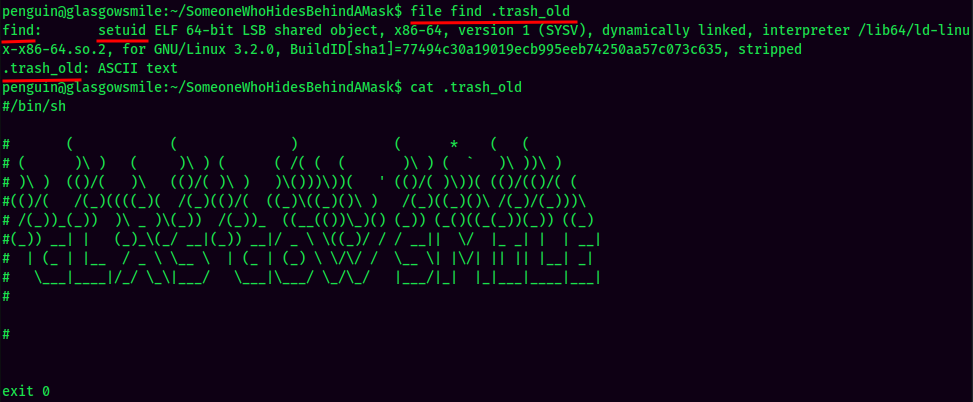 penguin@glasgowsmile:~/SomeoneWhoHidesBehindAMask$ file find .trash_old
find:       setuid ELF 64-bit LSB shared object, x86-64, version 1 (SYSV), dynamically linked, interpreter /lib64/ld-linu
x-x86-64.so.2, for GNU/Linux 3.2.0, BuildID[sha1]=77494c30a19019ecb995eeb74250aa57c073c635, stripped
.trash_old: ASCII text
penguin@glasgowsmile:~/SomeoneWhoHidesBehindAMask$ cat .trash_old
#/bin/sh
#       (            (              )            (      *    (   (
# (      )\ )   (     )\ ) (      ( /( (  (       )\ ) (  `   )\ ))\ )
# )\ )  (()/(   )\   (()/( )\ )   )\()))\))(   ' (()/( )\))( (()/(()/( (
#(()/(   /(_)((((_)(  /(_)(()/(  ((_)\((_)()\ )   /(_)((_)()\ /(_)/(_)))\
# /(_))_(_))  )\ _ )\(_))  /(_))_  ((__(())\_)() (_)) (_()((_(_))(_)) ((_)
#(_)) __| |   (_)_\(_/ __|(_)) __|/ _ \ \((_)/ / / __||  \/  |_ _| |  | __|
#  | (_ | |__  / _ \ \__ \  | (_ | (_) \ \/\/ /  \__ \| |\/| || || |__| _|
#   \___|____|/_/ \_\|___/   \___|\___/ \_/\_/   |___/|_|  |_|___|____|___|
#
#
exit 0